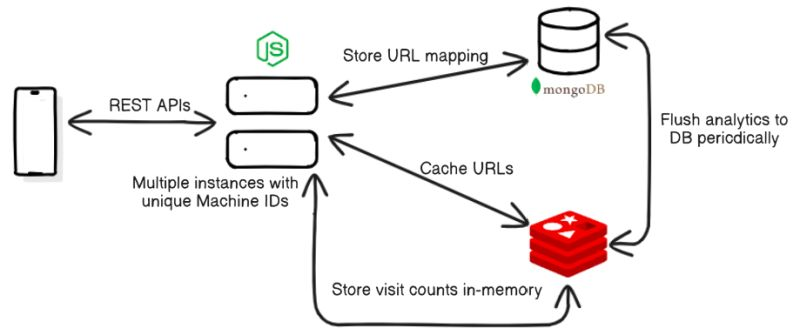 JS
Store URL mapping
mongoDB
REST APIs
Flush analytics to
DB pericdically
Cache URLs
Multiple instances with
unique Machine IDs
Store visit counts in-memory